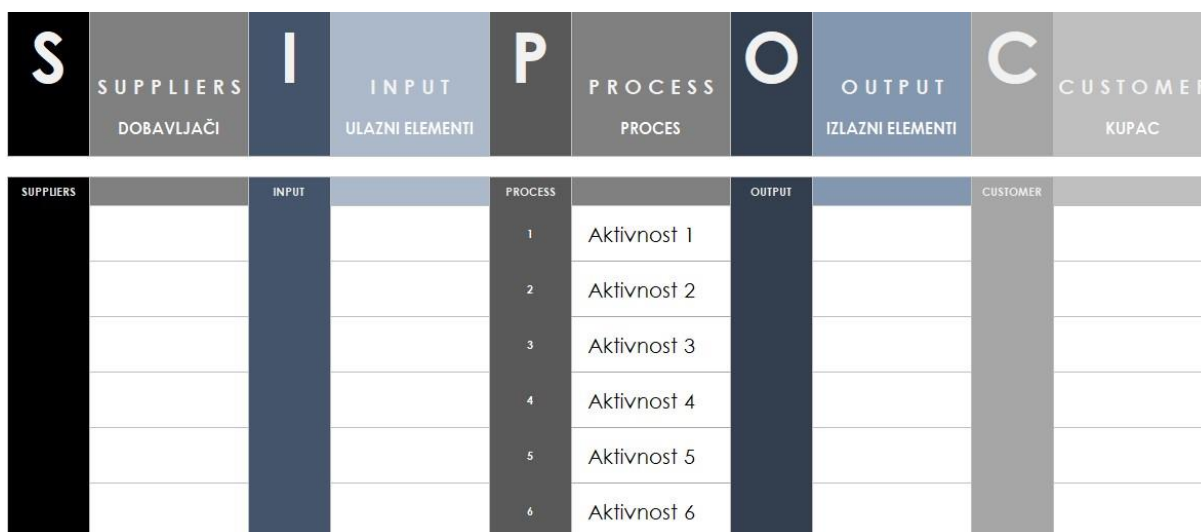 S I P O C
SUPPLIERS INPUT PROCESS OUTPUT CUSTOMER
DOBAVLJAČI ULAZNI ELEMENTI PROCES IZLAZNI ELEMENTI KUPAC
SUPPLIERS INPUT PROCESS OUTPUT CUSTOMER
1 Aktivnost 1
2 Aktivnost 2
3 Aktivnost 3
4 Aktivnost 4
5 Aktivnost 5
6 Aktivnost 6